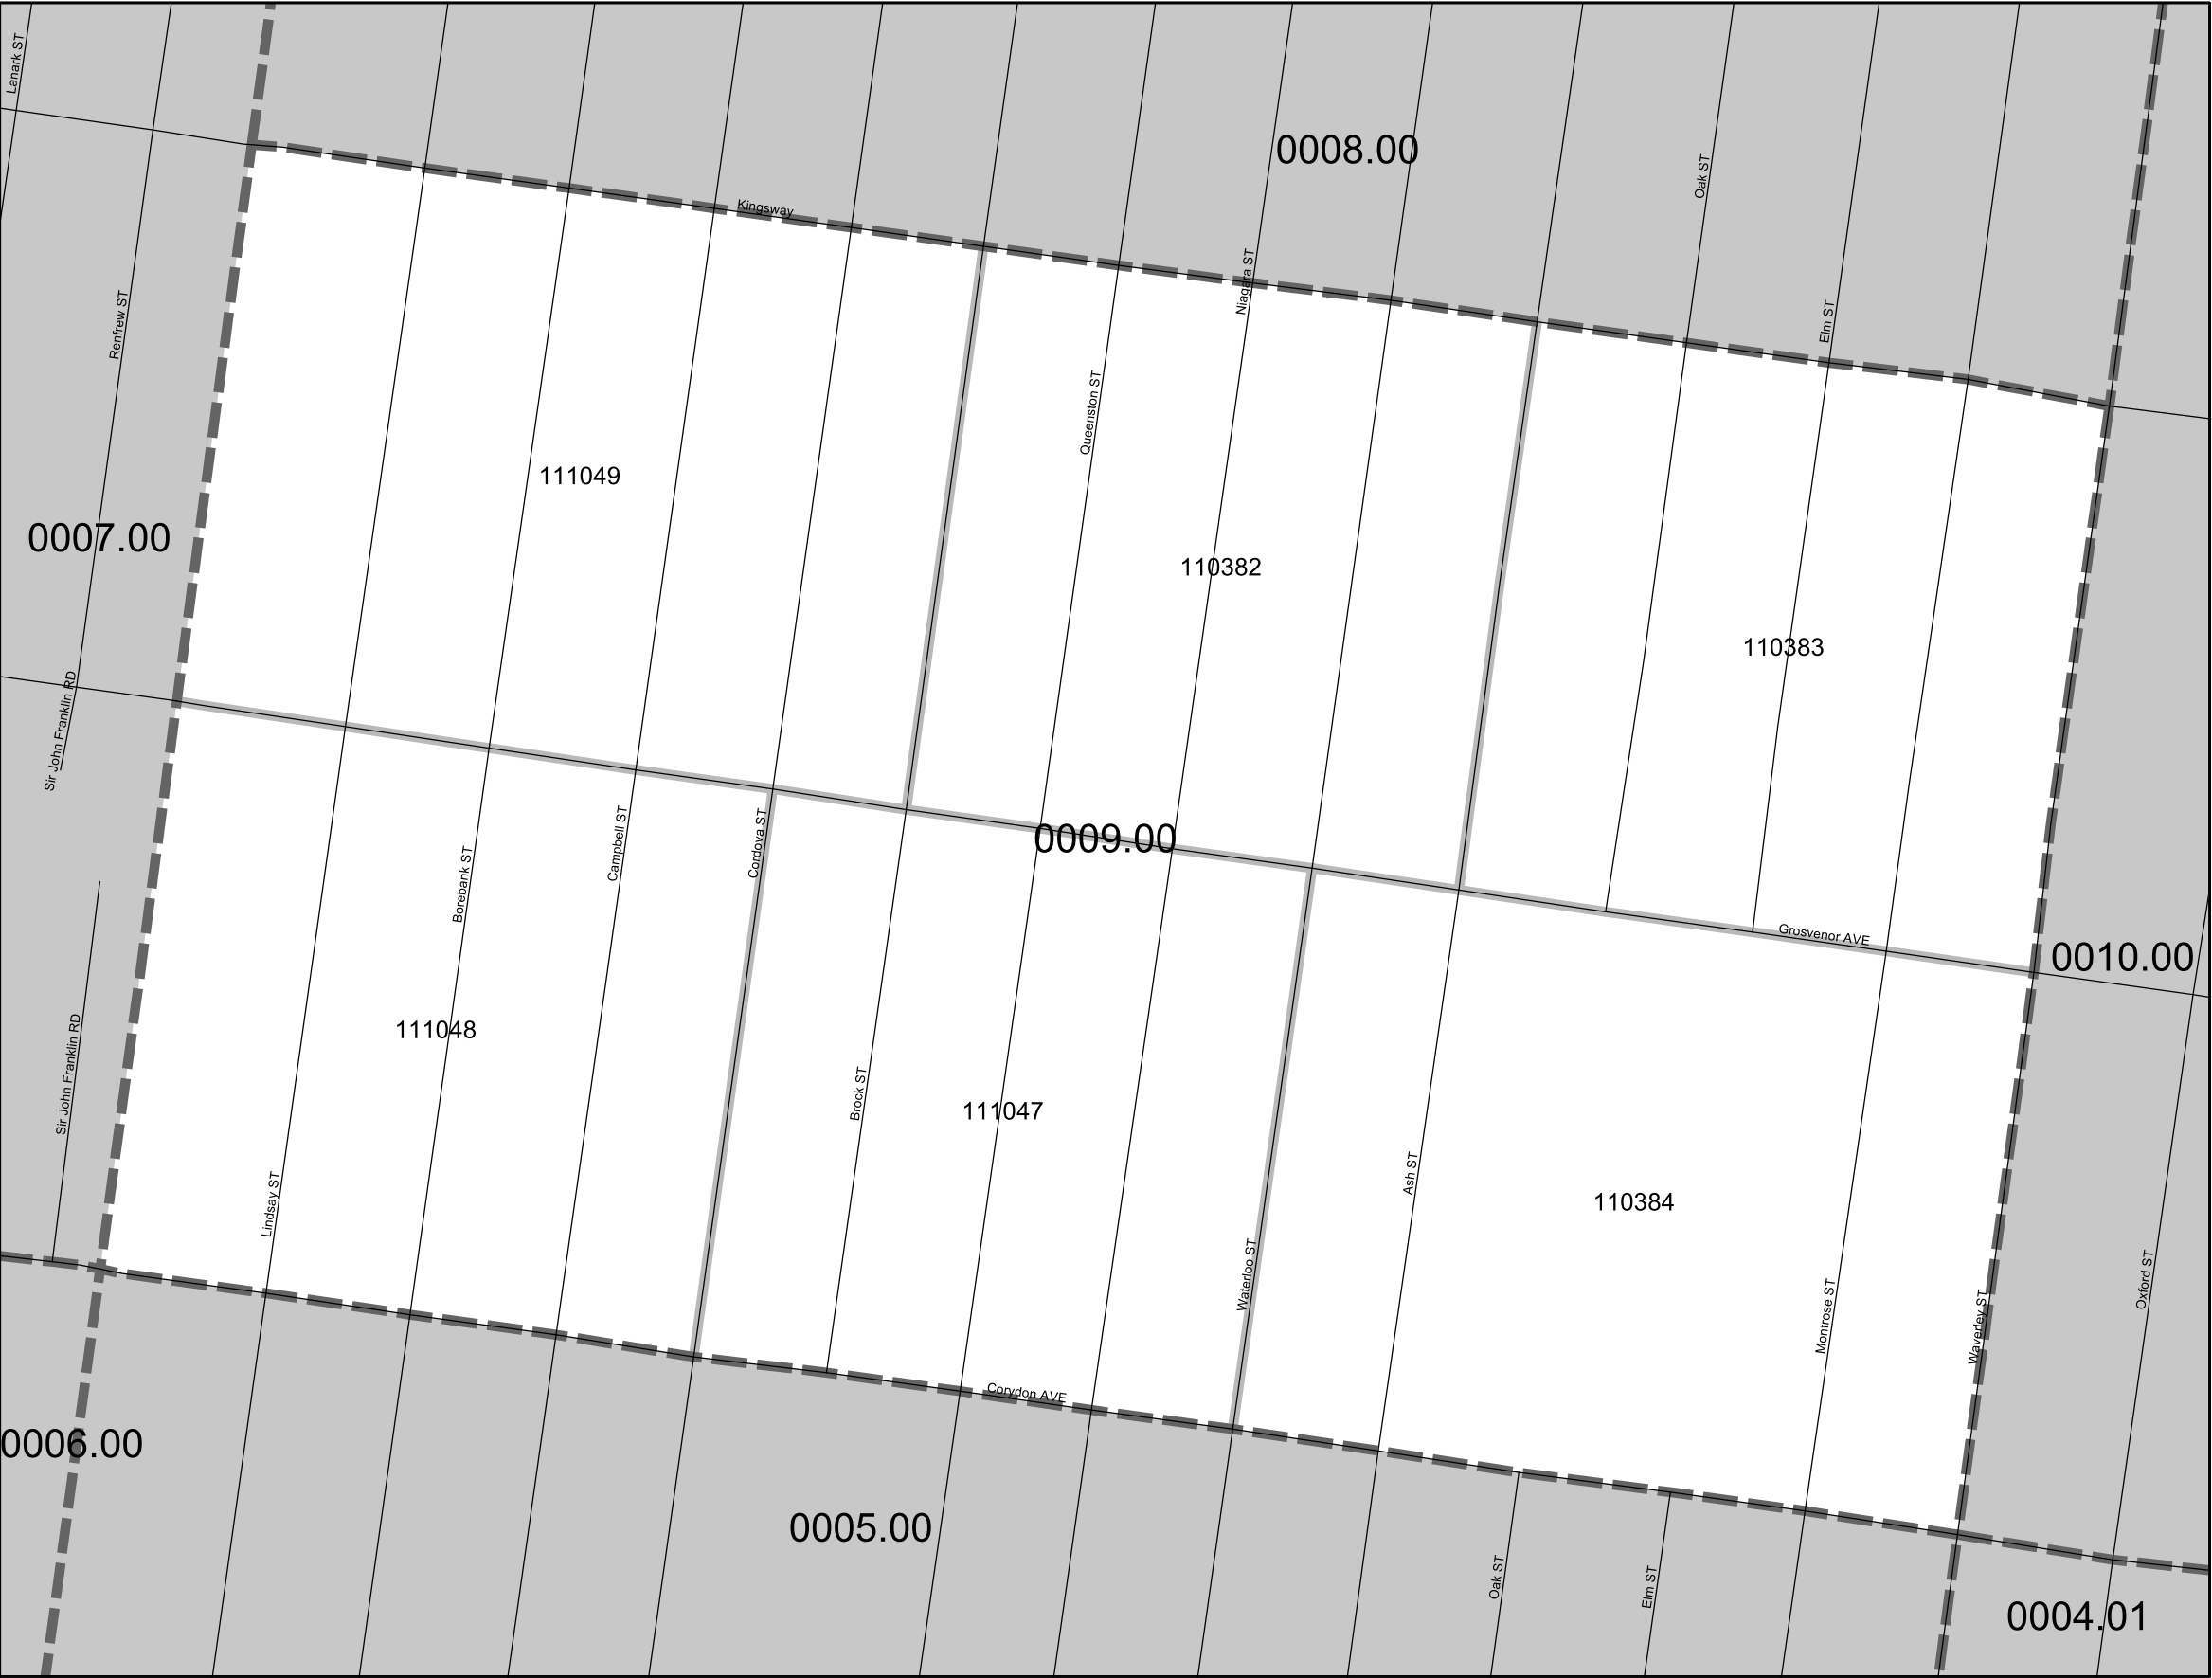 Lanark ST
0008.00
Oak ST
Kingsway
Niagara ST
Renfrew ST
Elm ST
Queenston ST
111049
0007.00
110382
110383
Sir John Franklin RD
Campbell ST
Cordova ST
0009.00
Borebank ST
Grosvenor AVE
0010.00
111048
Sir John Franklin RD
Brock ST
111047
Ash ST
110384
Lindsay ST
Waterloo ST
Oxford ST
Montrose ST
Waverley ST
Corydon AVE
0006.00
0005.00
Oak ST
Elm ST
0004.01